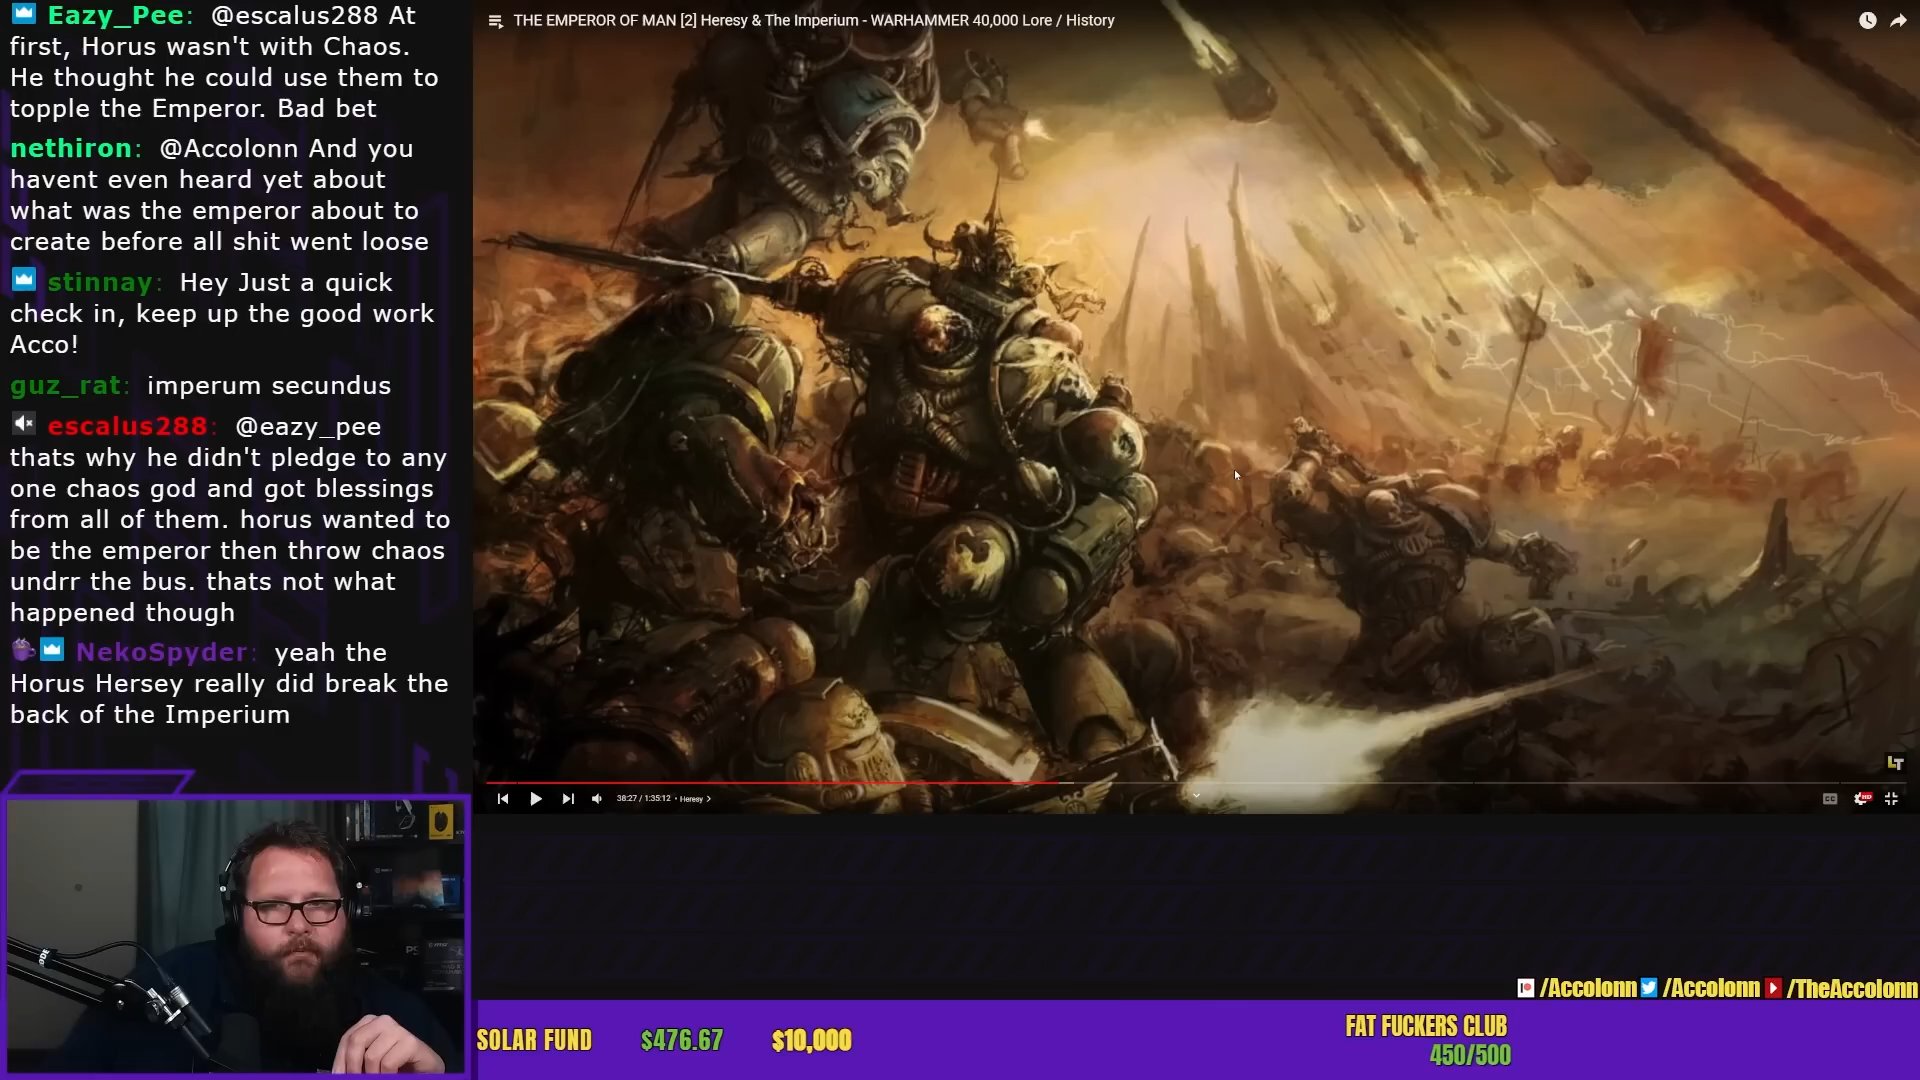 Eazy_Pee: @escalus288 At
first, Horus wasn't with Chaos.
He thought he could use them to
topple the Emperor. Bad bet
nethiron: @Accolonn And you
havent even heard yet about
what was the emperor about to
create before all shit went loose
stinnay: Hey Just a quick
check in, keep up the good work
Acco!
guz_rat: imperum secundus
escalus288: @eazy_pee
thats why he didn't pledge to any
one chaos god and got blessings
from all of them. horus wanted to
be the emperor then throw chaos
undrr the bus. thats not what
happened though
NekoSpyder: yeah the
Horus Hersey really did break the
back of the Imperium
THE EMPEROR OF MAN [2] Heresy & The Imperium - WARHAMMER 40,000 Lore / History
LT
38:27 / 1:35:12 • Heresy >
CC
HD
/Accolonn /Accolonn /TheAccolonn
SOLAR FUND $476.67 $10,000
FAT FUCKERS CLUB
450/500